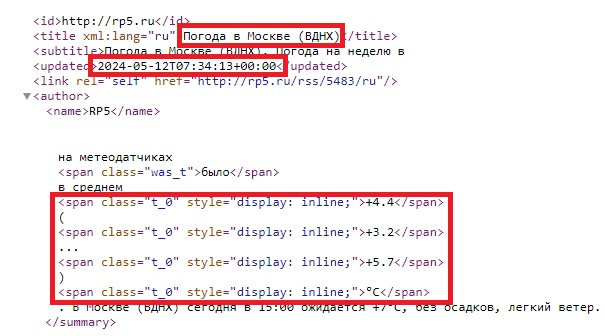 <id>http://rp5.ru</id>
<title xml:lang="ru">Погода в Москве (ВДНХ)</title>
<subtitle>Погода в Москве (ВДНХ). Погода на неделю в
<updated>2024-05-12T07:34:13+00:00</updated>
<link rel="self" href="http://rp5.ru/rss/5483/ru"/>
▼<author>
<name>RP5</name>
на метеодатчиках
<span class="was_t">было</span>
в среднем
<span class="t_0" style="display: inline;">+4.4</span>
(
<span class="t_0" style="display: inline;">+3.2</span>
...
<span class="t_0" style="display: inline;">+5.7</span>
)
<span class="t_0" style="display: inline;">°C</span>
. В Москве (ВДНХ) сегодня в 15:00 ожидается +7°C, без осадков, легкий ветер.
</summary>